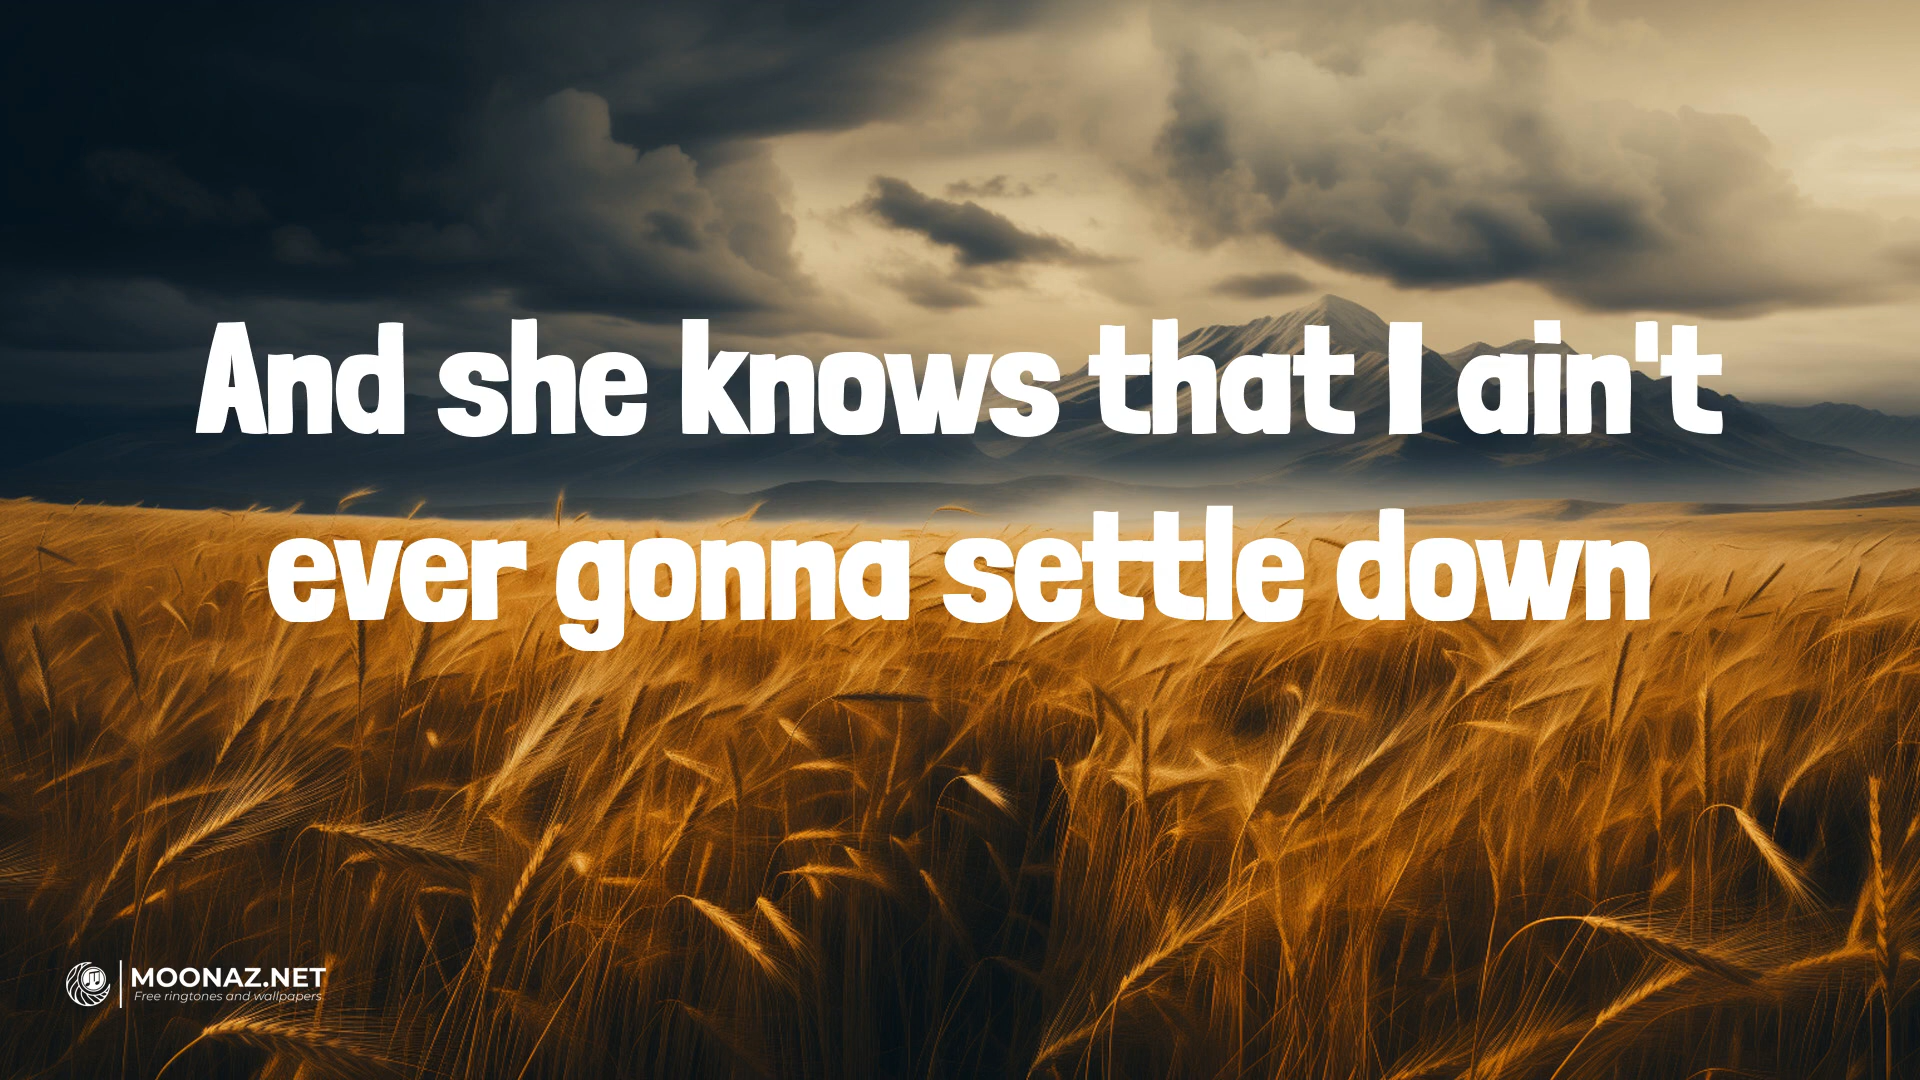 And she knows that I ain't
ever gonna settle down
MOONAZ.NET
Free ringtones and wallpapers